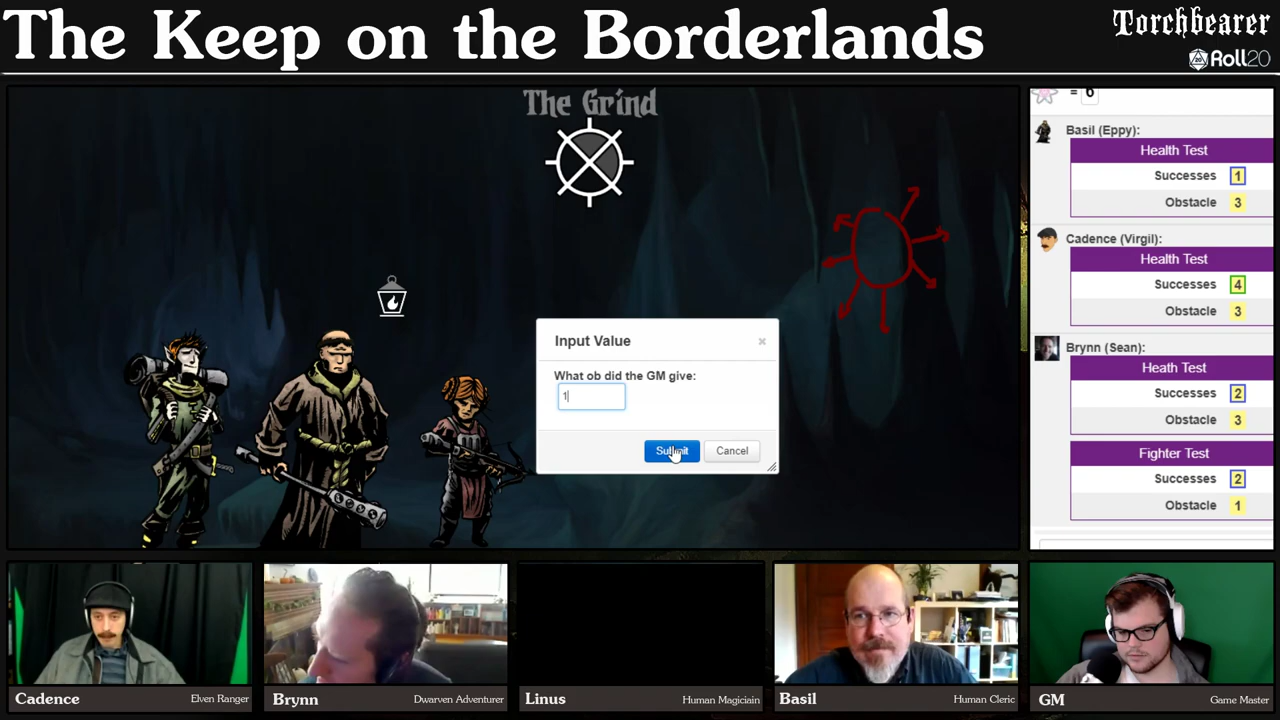 The Keep on the Borderlands
Torchbearer
Roll20
The Grind
= 6
Basil (Eppy):
Health Test
Successes 1
Obstacle 3
Cadence (Virgil):
Health Test
Successes 4
Obstacle 3
Brynn (Sean):
Heath Test
Successes 2
Obstacle 3
Fighter Test
Successes 2
Obstacle 1
Input Value ×
What ob did the GM give:
1
Submit Cancel
Cadence Elven Ranger
Brynn Dwarven Adventurer
Linus Human Magiciain
Basil Human Cleric
GM Game Master